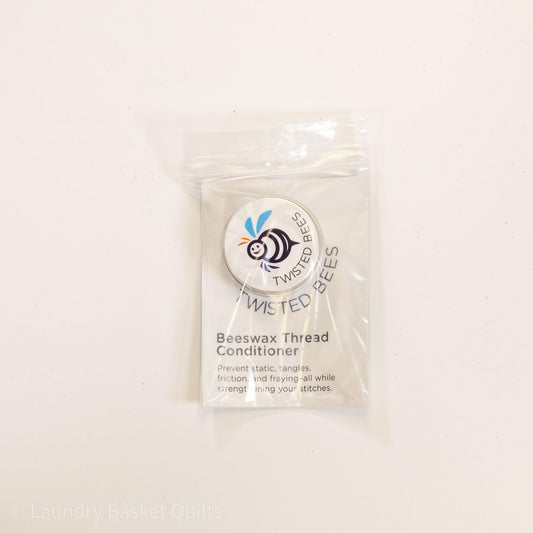 TWISTED BEES
TWISTED BEES
Beeswax Thread
Conditioner
Prevent static, tangles,
friction, and fraying-all while
strengthening your stitches.
© Laundry Basket Quilts